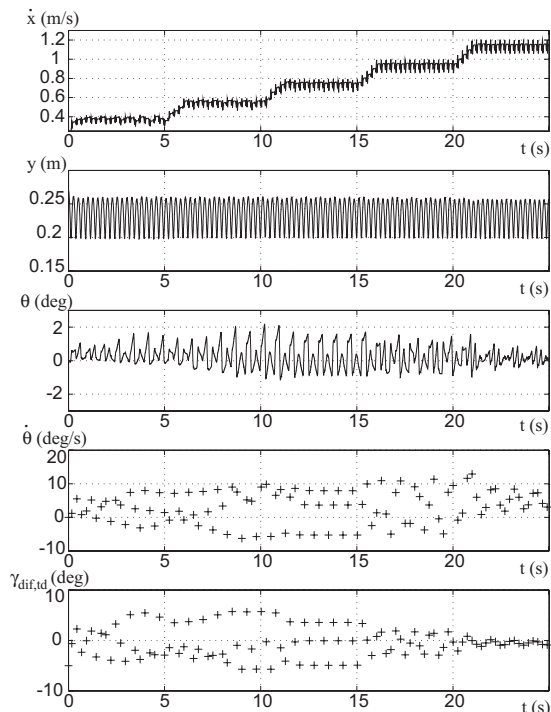 ẋ (m/s)
1.2
1
0.8
0.6
0.4
0 5 10 15 20
t (s)
y (m)
0.25
0.2
0.15
0 5 10 15 20
t (s)
θ (deg)
2
0
-2
0 5 10 15 20
t (s)
θ̇ (deg/s)
20
10
0
-10
0 5 10 15 20
t (s)
γdif,td (deg)
10
0
-10
0 5 10 15 20
t (s)